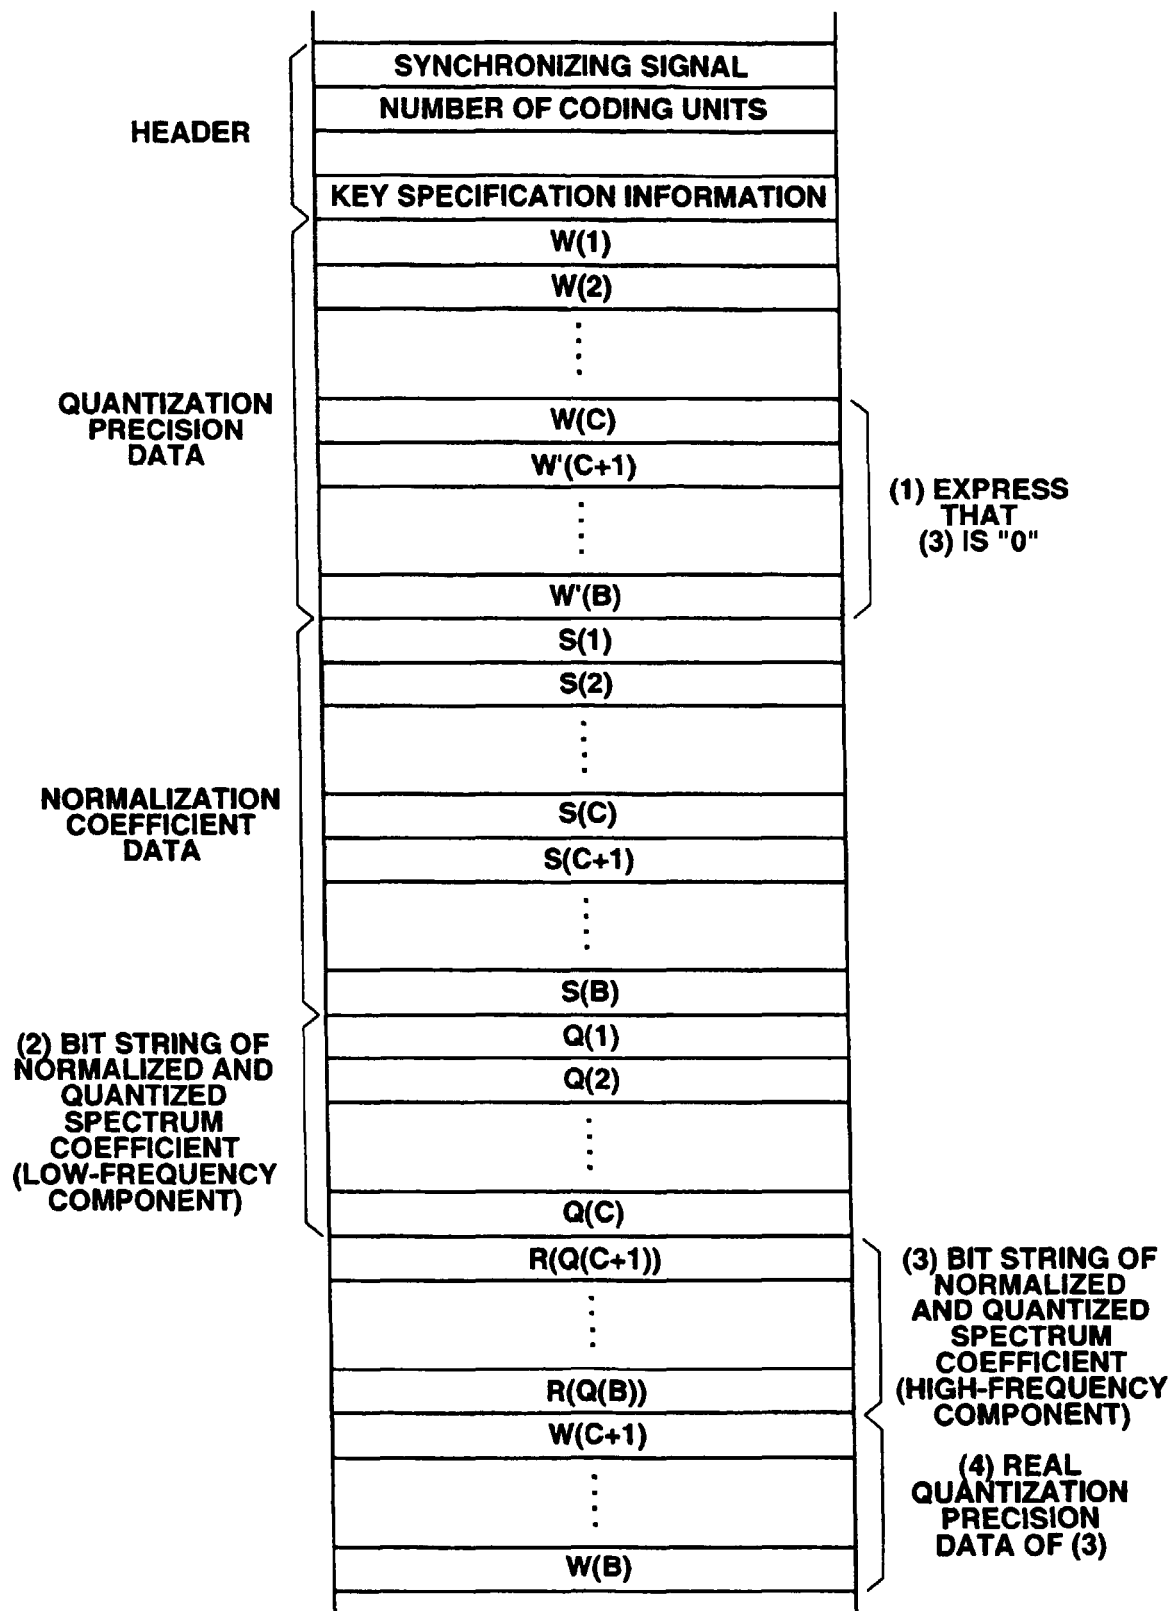 SYNCHRONIZING SIGNAL
NUMBER OF CODING UNITS
HEADER
KEY SPECIFICATION INFORMATION
W(1)
W(2)
QUANTIZATION
PRECISION
DATA
W(C)
W'(C+1)
W'(B)
(1) EXPRESS
THAT
(3) IS "0"
S(1)
S(2)
NORMALIZATION
COEFFICIENT
DATA
S(C)
S(C+1)
S(B)
(2) BIT STRING OF
NORMALIZED AND
QUANTIZED
SPECTRUM
COEFFICIENT
(LOW-FREQUENCY
COMPONENT)
Q(1)
Q(2)
Q(C)
R(Q(C+1))
R(Q(B))
(3) BIT STRING OF
NORMALIZED
AND QUANTIZED
SPECTRUM
COEFFICIENT
(HIGH-FREQUENCY
COMPONENT)
W(C+1)
W(B)
(4) REAL
QUANTIZATION
PRECISION
DATA OF (3)